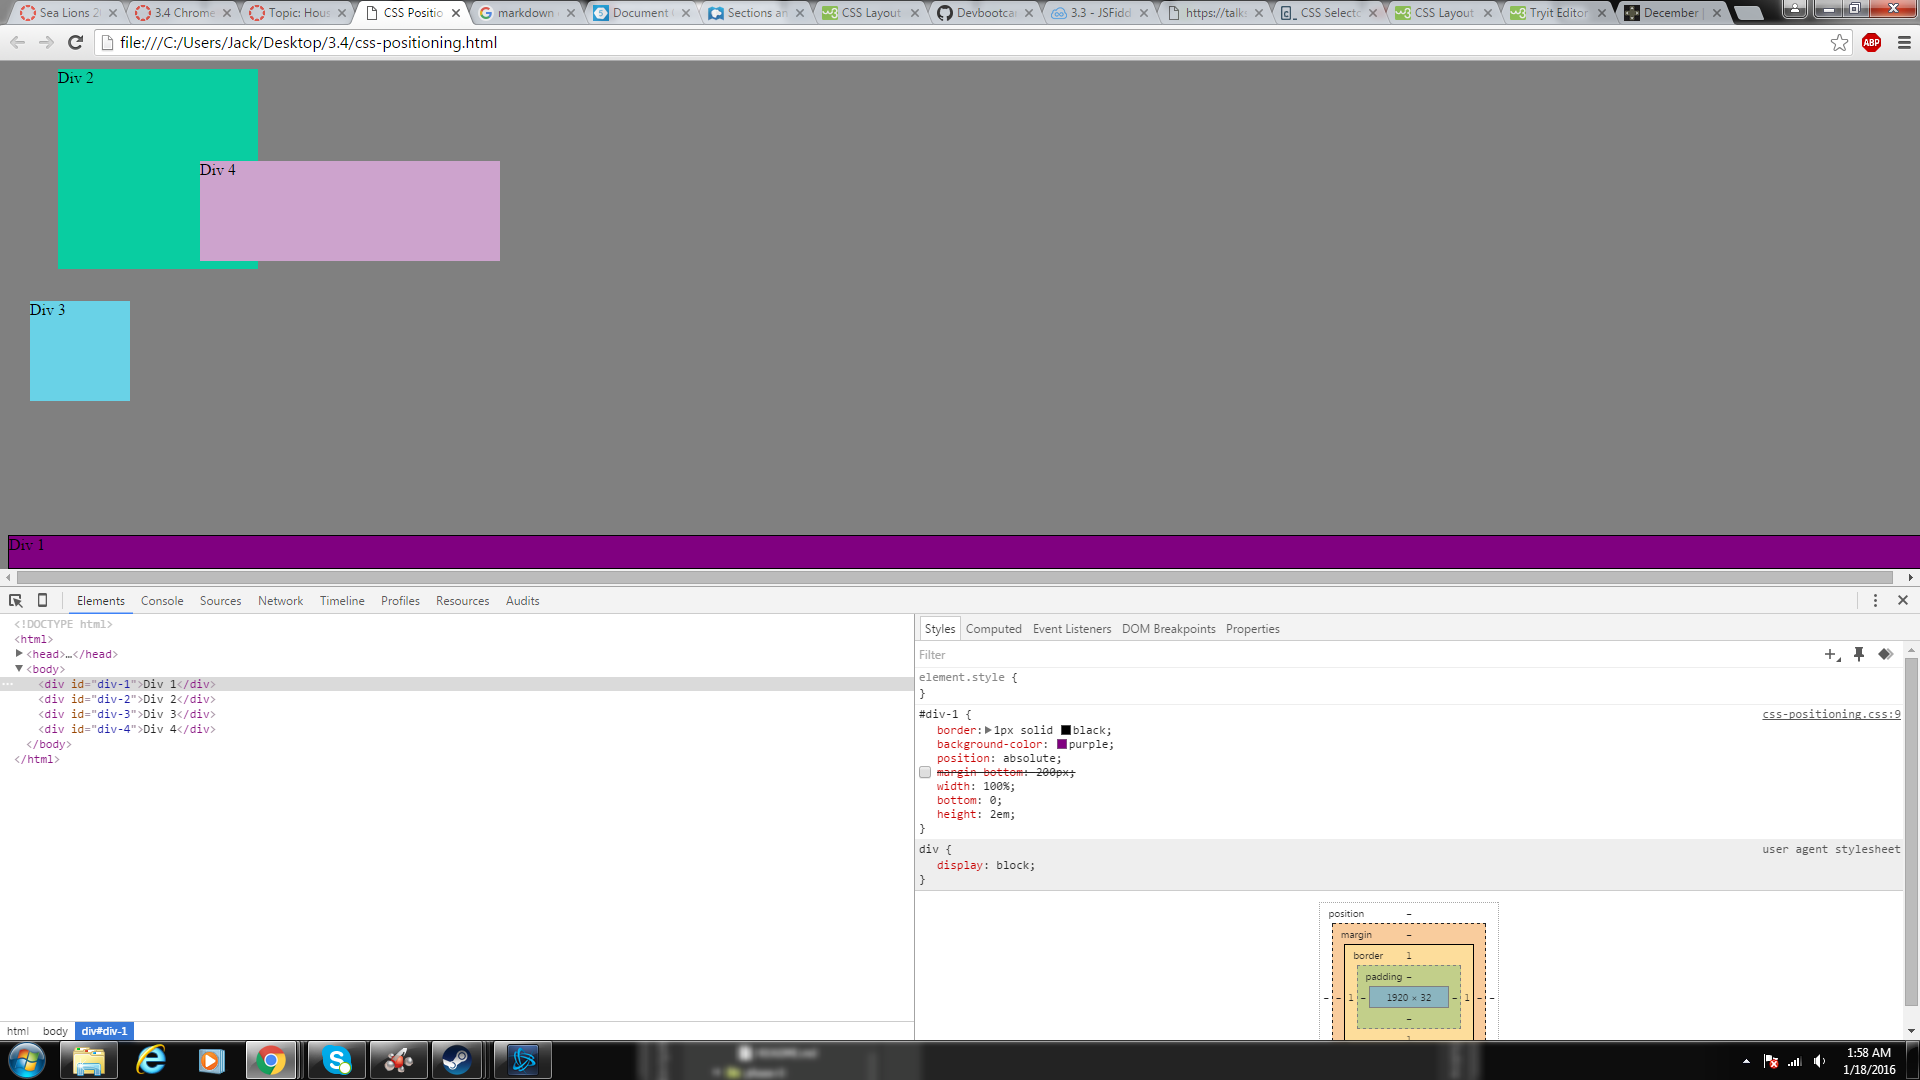 Sea Lions 2
3.4 Chrome
Topic: Hous
CSS Positio
markdown
Document
Sections an
CSS Layout
Devbootca
3.3 - JSFidd
https://talk
CSS Selecto
CSS Layout
Tryit Editor
December
file:///C:/Users/Jack/Desktop/3.4/css-positioning.html
ABP
Div 2
Div 4
Div 3
Div 1
Elements Console Sources Network Timeline Profiles Resources Audits
<!DOCTYPE html>
<html>
<head>…</head>
<body>
<div id="div-1">Div 1</div>
<div id="div-2">Div 2</div>
<div id="div-3">Div 3</div>
<div id="div-4">Div 4</div>
</body>
</html>
html body div#div-1
Styles Computed Event Listeners DOM Breakpoints Properties
Filter
element.style {
}
#div-1 { css-positioning.css:9
border: 1px solid black;
background-color: purple;
position: absolute;
margin-bottom: 200px;
width: 100%;
bottom: 0;
height: 2em;
}
div { user agent stylesheet
display: block;
}
position –
margin –
border 1
padding –
– – 1 – 1920 × 32 – 1 – –
–
1
1:58 AM
1/18/2016